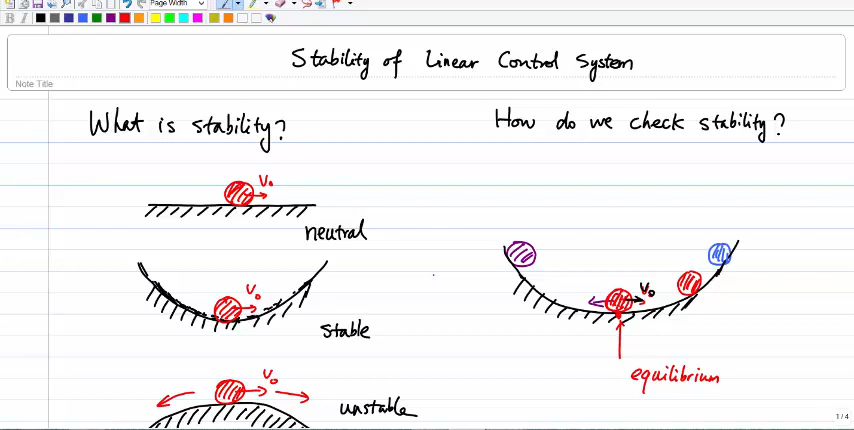 Page Width
B I
Stability of Linear Control System
Note Title
What is stability?
How do we check stability?
V₀
neutral
V₀
stable
V₀
unstable
V₀
equilibrium
1 / 4